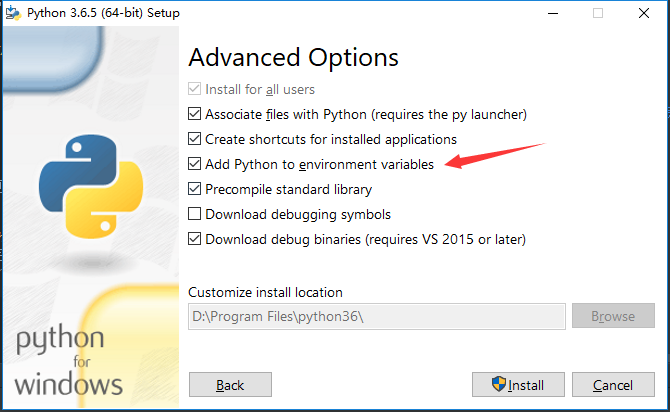 Python 3.6.5 (64-bit) Setup
Advanced Options
Install for all users
Associate files with Python (requires the py launcher)
Create shortcuts for installed applications
Add Python to environment variables
Precompile standard library
Download debugging symbols
Download debug binaries (requires VS 2015 or later)
Customize install location
D:\Program Files\python36\
Browse
python
for
windows
Back
Install
Cancel